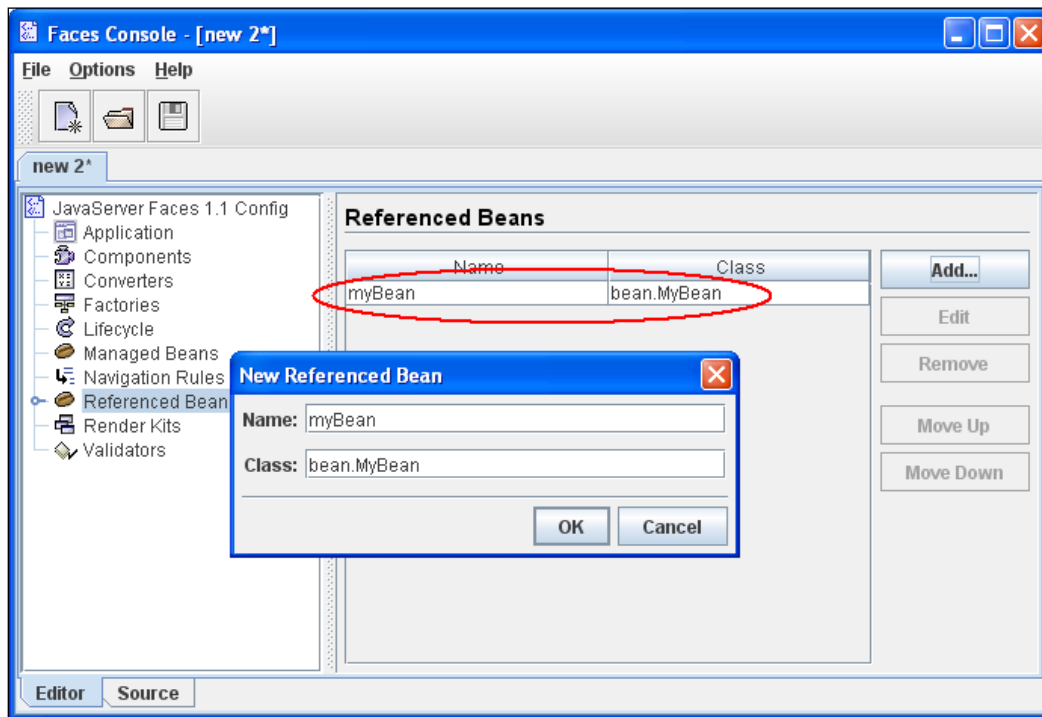 Faces Console - [new 2*]
File Options Help
new 2*
JavaServer Faces 1.1 Config
Application
Components
Converters
Factories
Lifecycle
Managed Beans
Navigation Rules
Referenced Bean
Render Kits
Validators
Referenced Beans
Name Class
myBean bean.MyBean
Add...
Edit
Remove
Move Up
Move Down
New Referenced Bean
Name: myBean
Class: bean.MyBean
OK Cancel
Editor Source